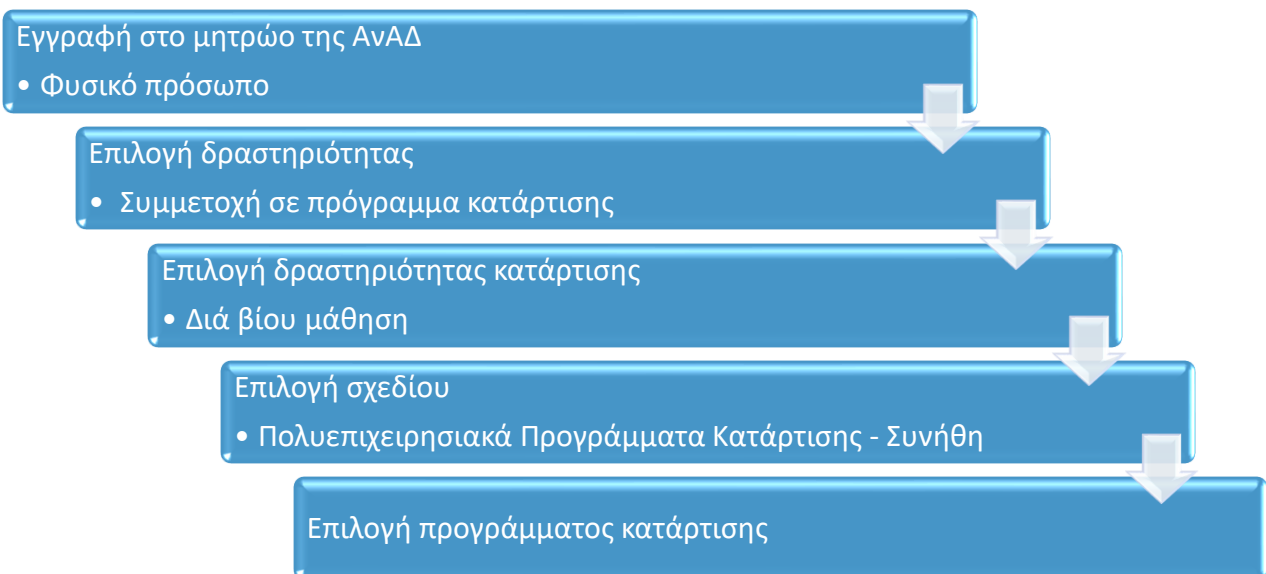 Εγγραφή στο μητρώο της ΑνΑΔ
• Φυσικό πρόσωπο
Επιλογή δραστηριότητας
• Συμμετοχή σε πρόγραμμα κατάρτισης
Επιλογή δραστηριότητας κατάρτισης
• Διά βίου μάθηση
Επιλογή σχεδίου
• Πολυεπιχειρησιακά Προγράμματα Κατάρτισης - Συνήθη
Επιλογή προγράμματος κατάρτισης